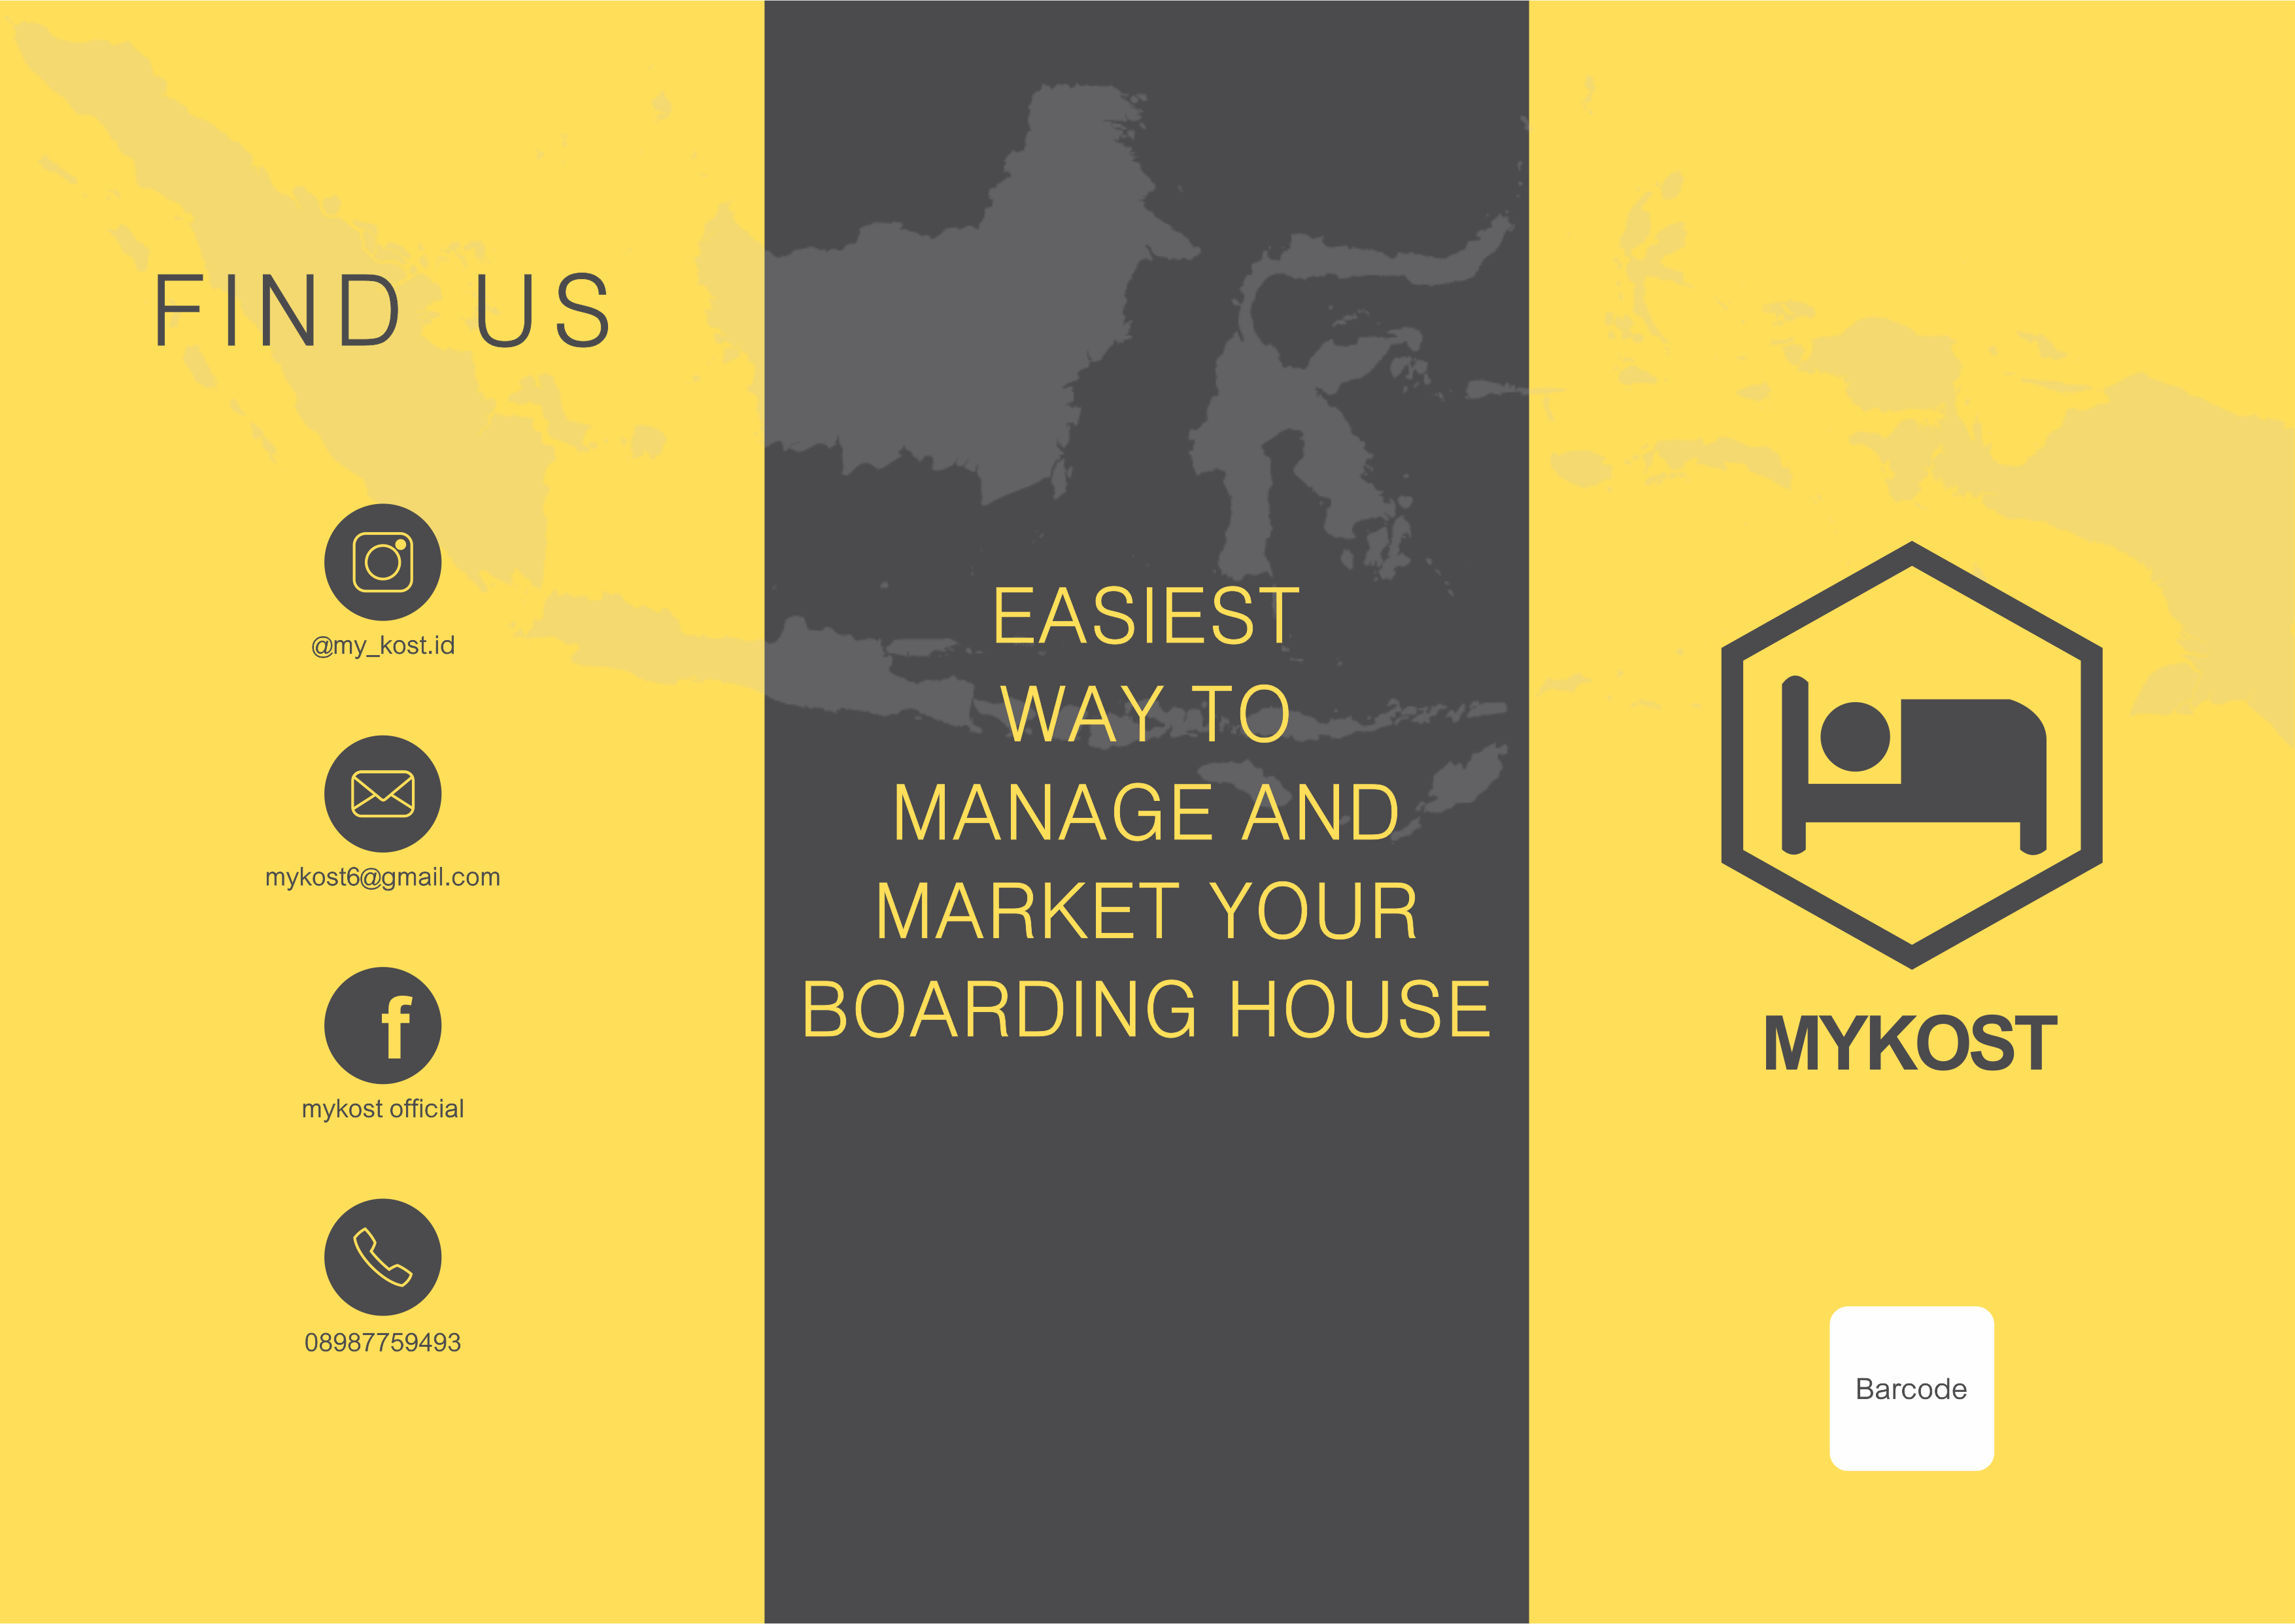 FIND US
@my_kost.id
mykost6@gmail.com
mykost official
08987759493
EASIEST
WAY TO
MANAGE AND
MARKET YOUR
BOARDING HOUSE
MYKOST
Barcode